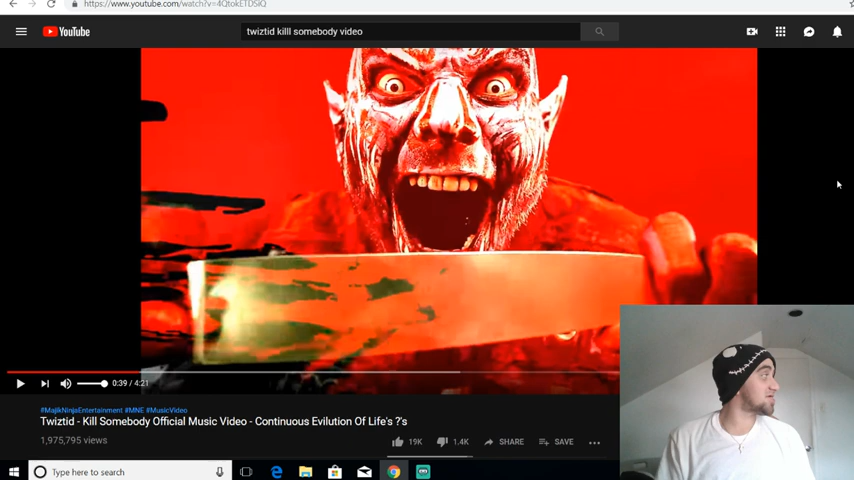 https://www.youtube.com/watch?v=4QtokETDSiQ
YouTube
twiztid killl somebody video
0:39 / 4:21
#MajikNinjaEntertainment #MNE #MusicVideo
Twiztid - Kill Somebody Official Music Video - Continuous Evilution Of Life's ?'s
1,975,795 views
19K
1.4K
SHARE
SAVE
Type here to search